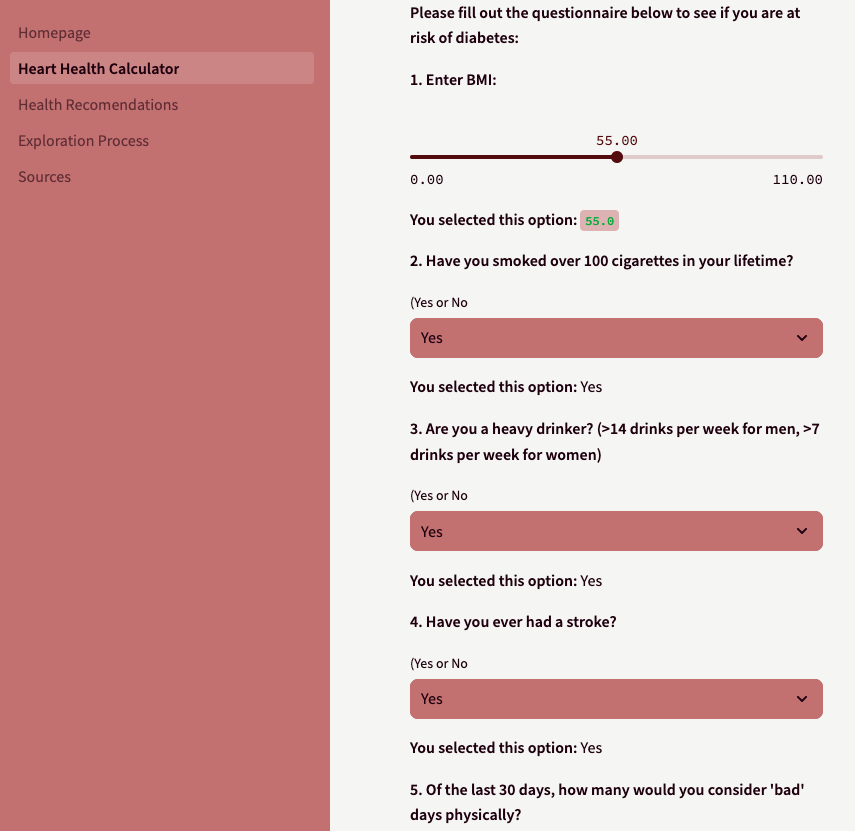 Homepage
Heart Health Calculator
Health Recomendations
Exploration Process
Sources
Please fill out the questionnaire below to see if you are at
risk of diabetes:
1. Enter BMI:
55.00
0.00
110.00
You selected this option: 55.0
2. Have you smoked over 100 cigarettes in your lifetime?
(Yes or No
Yes
You selected this option: Yes
3. Are you a heavy drinker? (>14 drinks per week for men, >7
drinks per week for women)
(Yes or No
Yes
You selected this option: Yes
4. Have you ever had a stroke?
(Yes or No
Yes
You selected this option: Yes
5. Of the last 30 days, how many would you consider 'bad'
days physically?